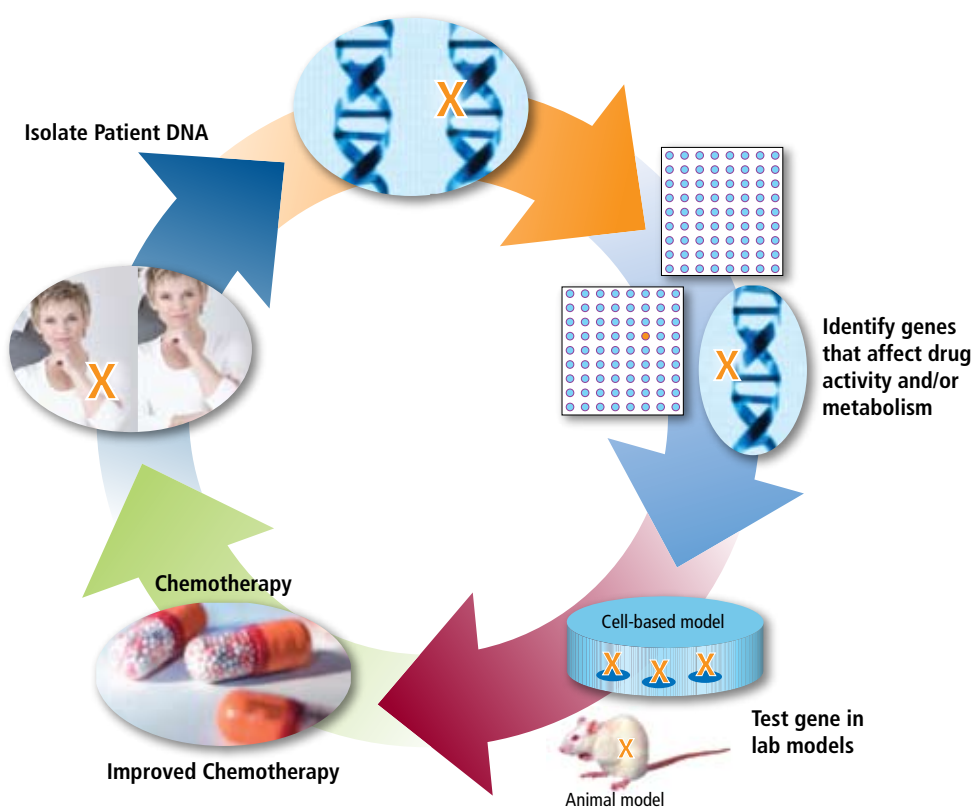 Isolate Patient DNA
X
X
X
Identify genes
that affect drug
activity and/or
metabolism
Chemotherapy
Improved Chemotherapy
Cell-based model
X X X
Test gene in
lab models
X
Animal model